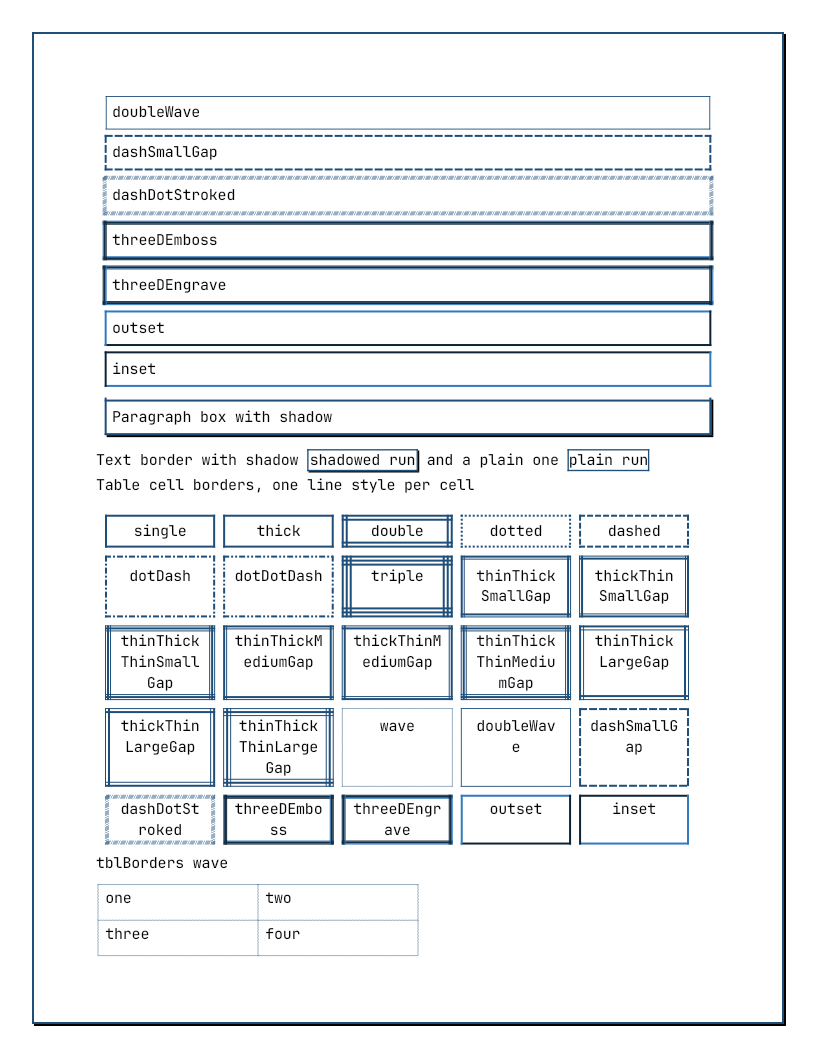 doubleWave
dashSmallGap
dashDotStroked
threeDEmboss
threeDEngrave
outset
inset
Paragraph box with shadow
Text border with shadow shadowed run and a plain one plain run
Table cell borders, one line style per cell
single thick double dotted dashed
dotDash dotDotDash triple thinThick thickThin
SmallGap SmallGap
thinThick thinThickM thickThinM thinThick thinThick
ThinSmall ediumGap ediumGap ThinMediu LargeGap
Gap mGap
thickThin thinThick wave doubleWav dashSmallG
LargeGap ThinLarge e ap
Gap
dashDotSt threeDEmbo threeDEngr outset inset
roked ss ave
tblBorders wave
one two
three four